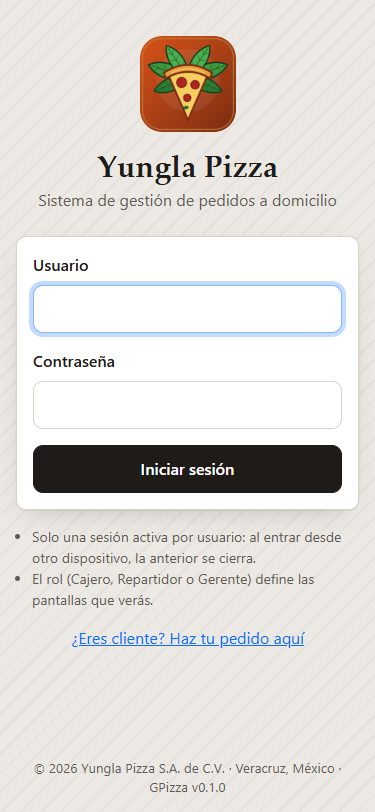 Yungla Pizza
Sistema de gestión de pedidos a domicilio
Usuario
Contraseña
Iniciar sesión
Solo una sesión activa por usuario: al entrar desde
otro dispositivo, la anterior se cierra.
El rol (Cajero, Repartidor o Gerente) define las
pantallas que verás.
¿Eres cliente? Haz tu pedido aquí
© 2026 Yungla Pizza S.A. de C.V. · Veracruz, México ·
GPizza v0.1.0